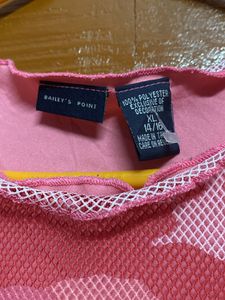 BAILEY'S POINT
100% POLYESTER
EXCLUSIVE OF
DECORATION
XL
14/16
MADE IN
CARE ON REV